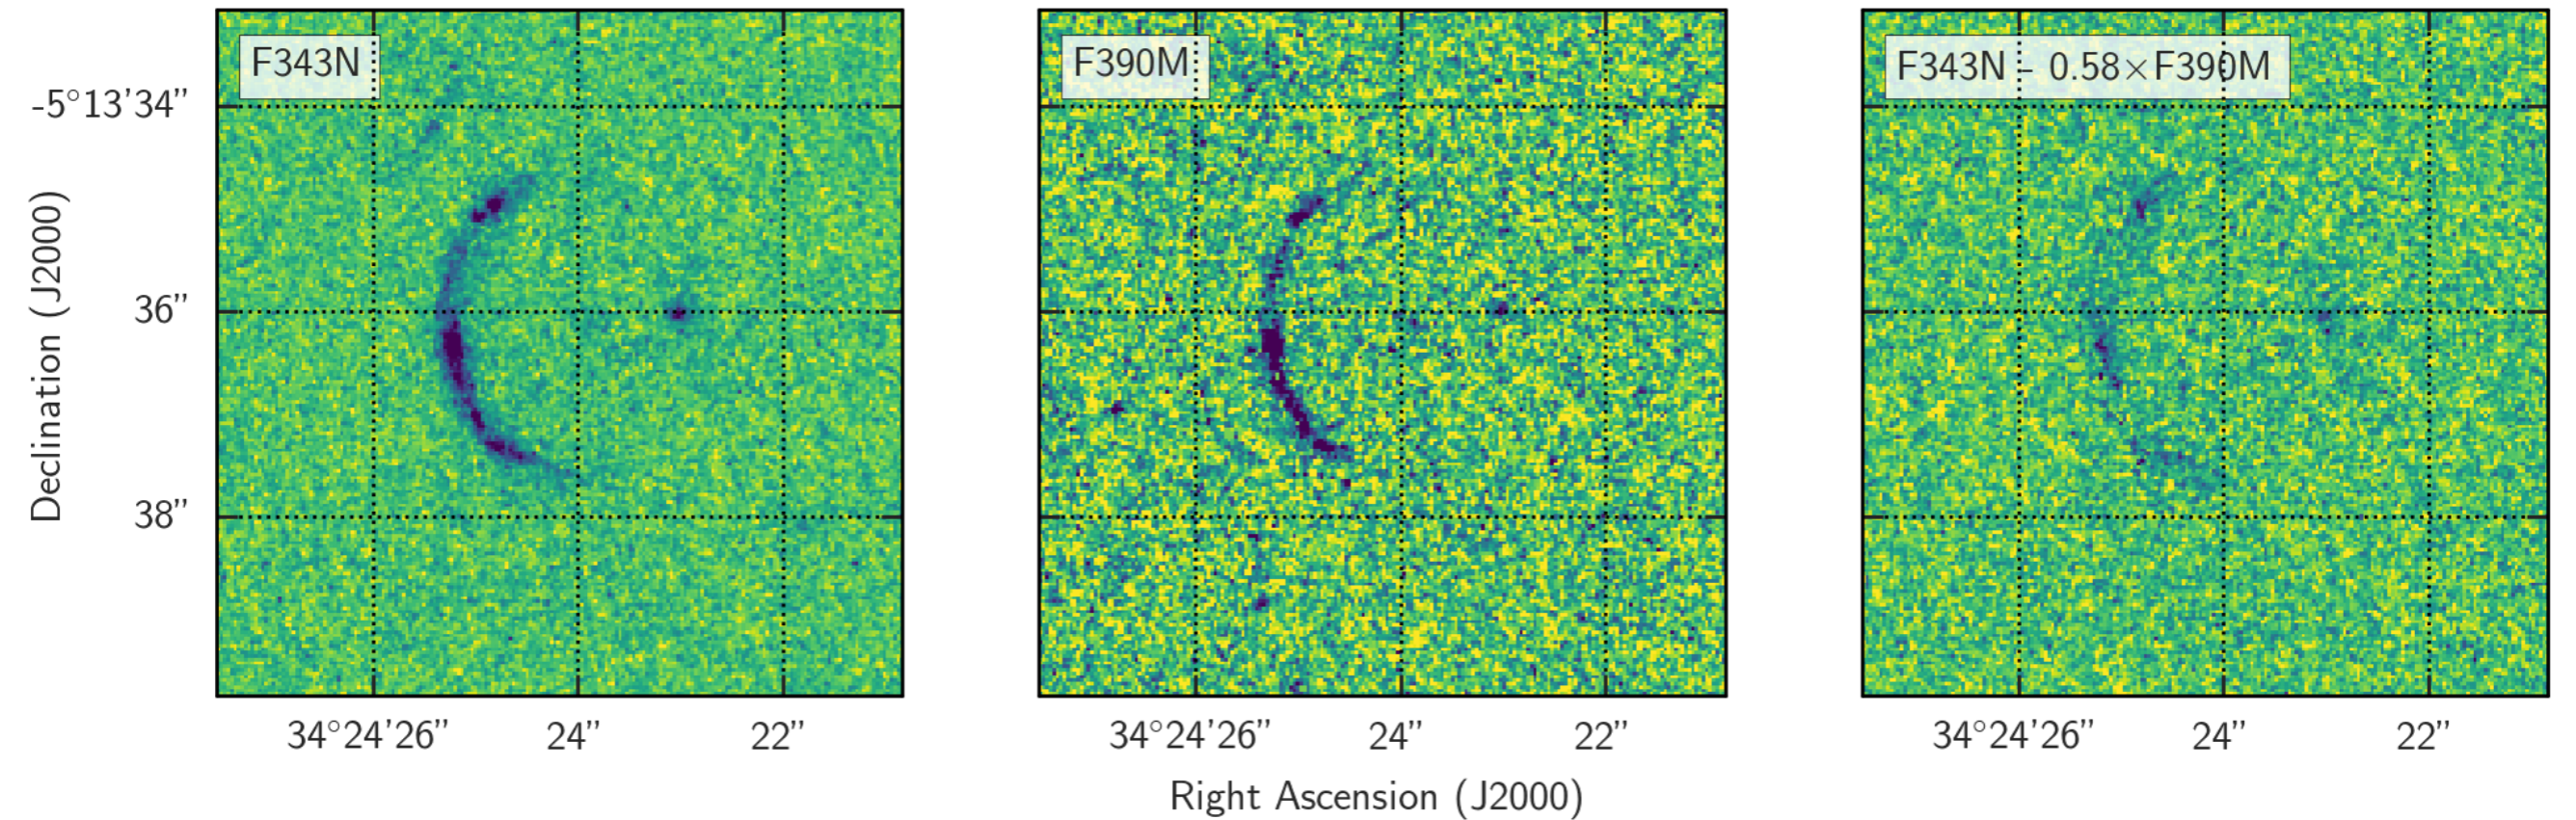 F343N
F390M
F343N - 0.58×F390M
-5°13'34"
36"
38"
Declination (J2000)
34°24'26"
24"
22"
34°24'26"
24"
22"
34°24'26"
24"
22"
Right Ascension (J2000)